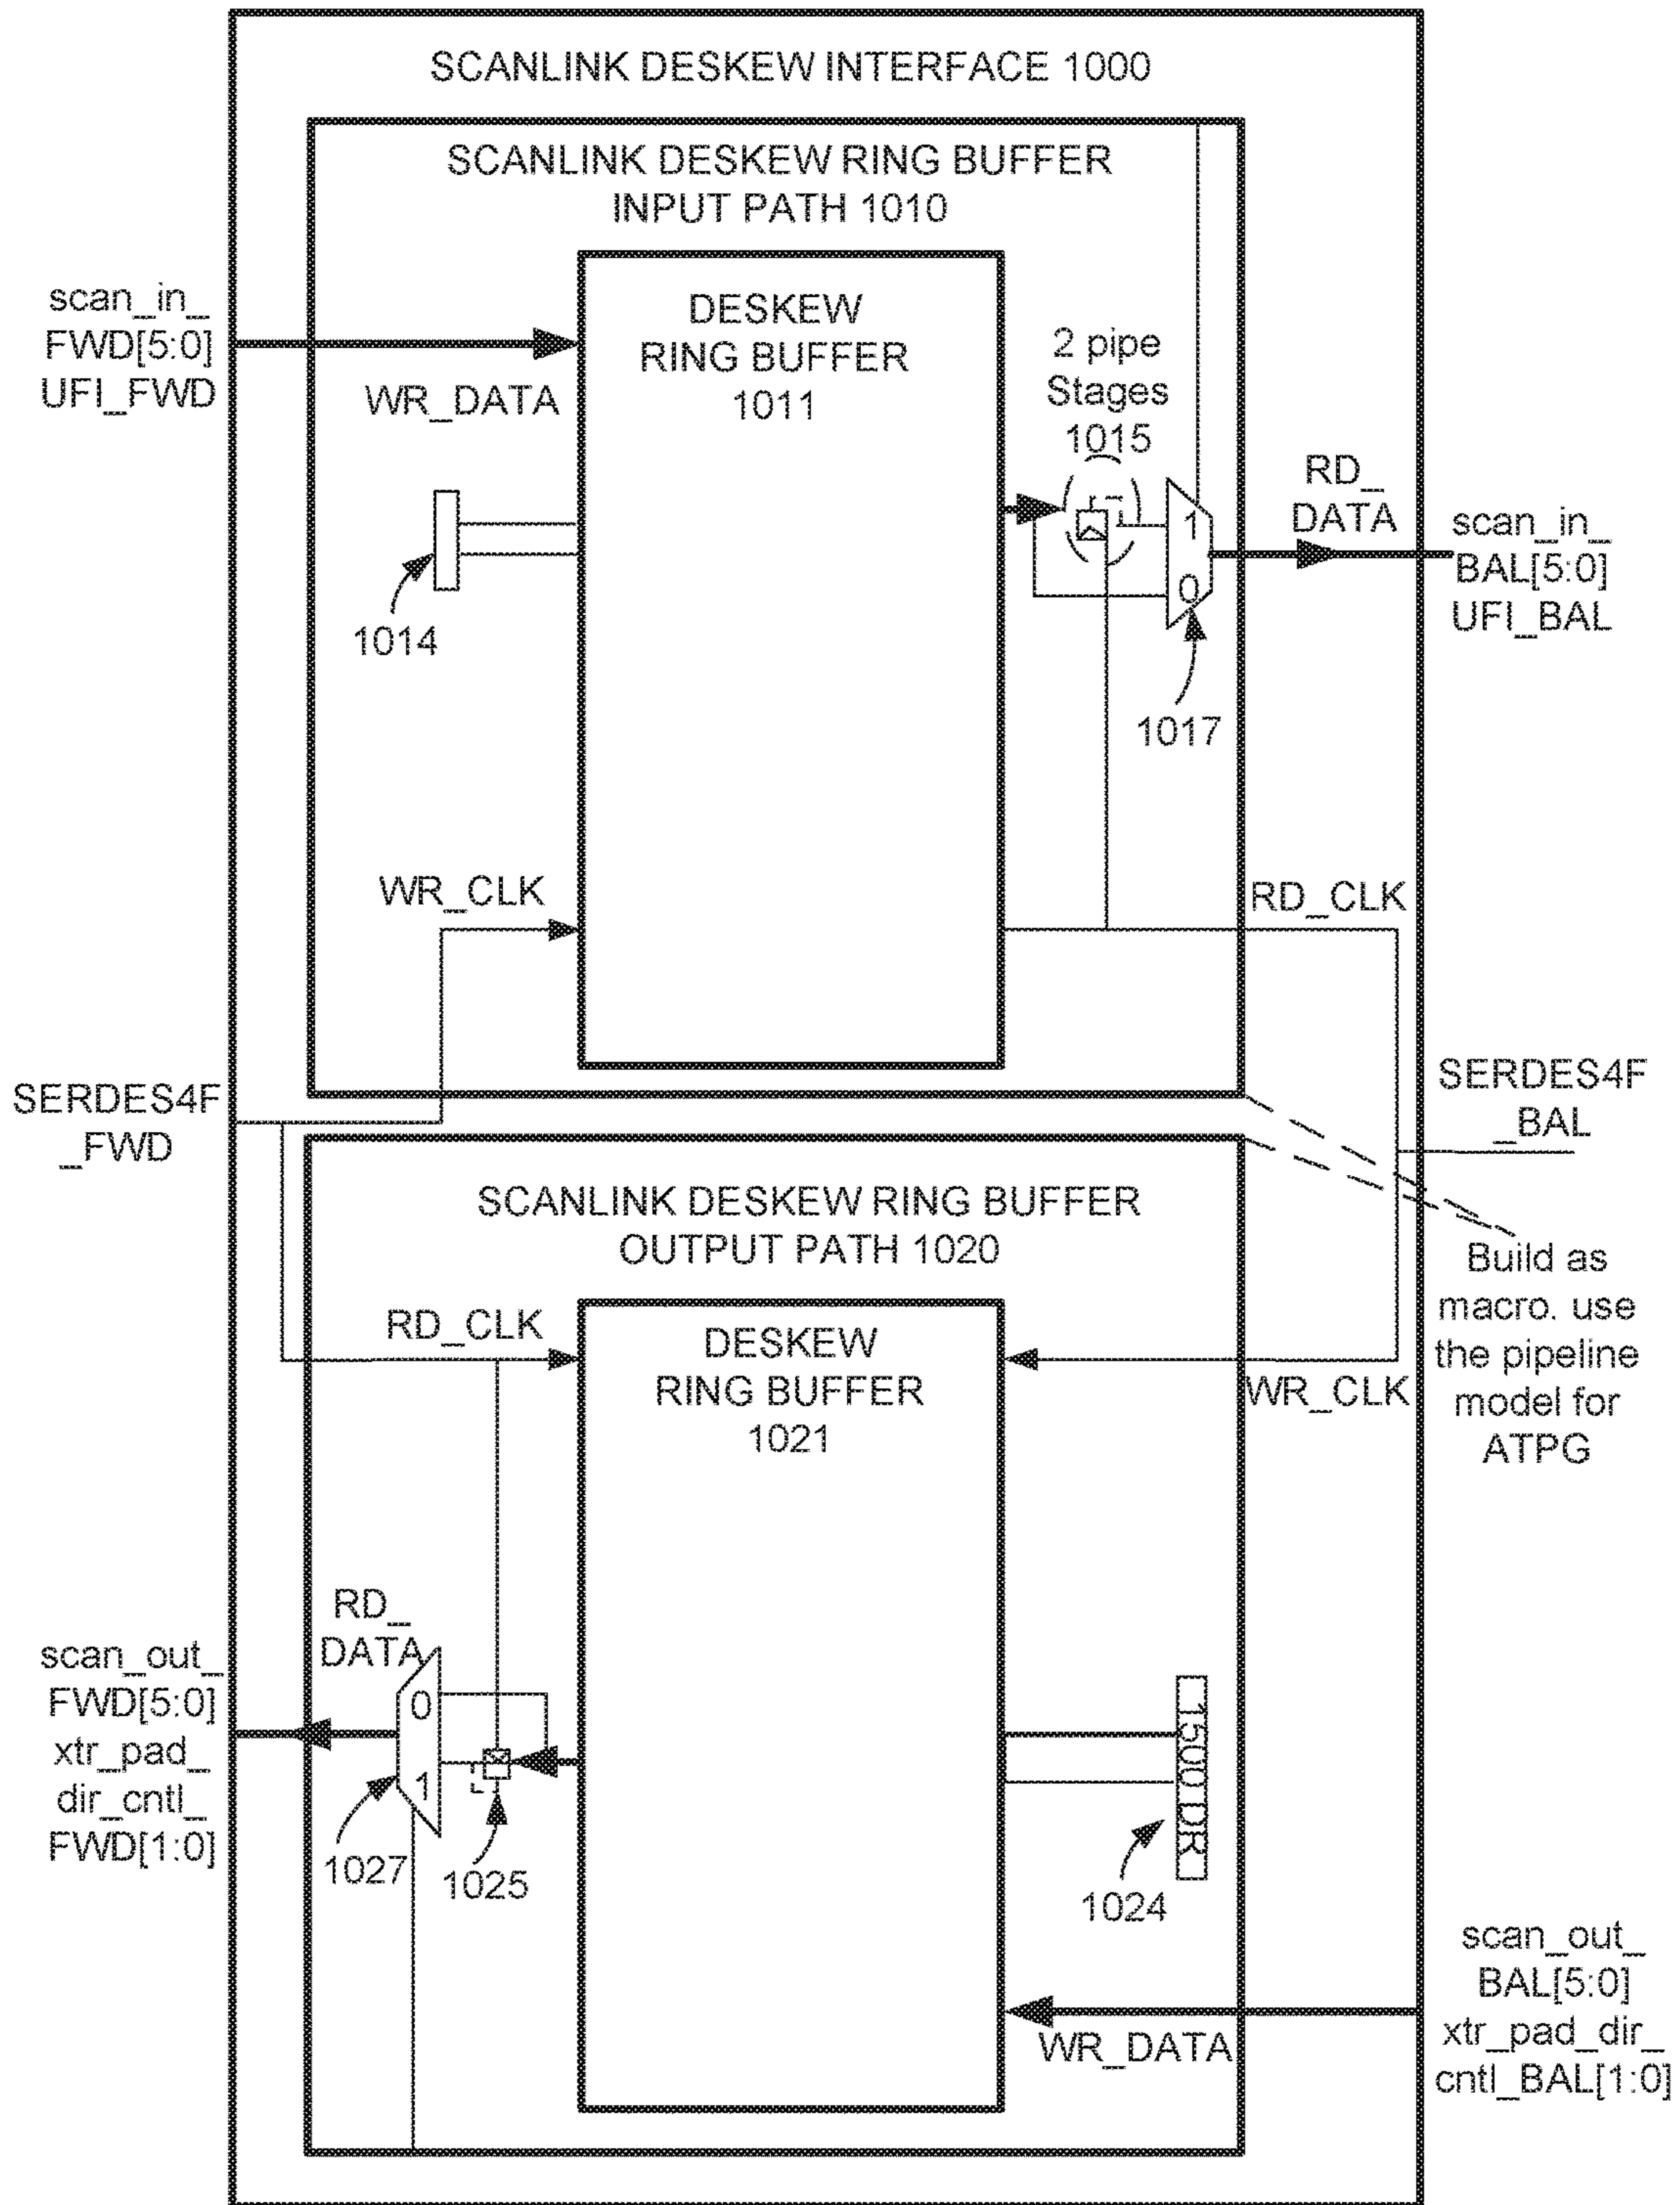 SCANLINK DESKEW INTERFACE 1000
SCANLINK DESKEW RING BUFFER
INPUT PATH 1010
scan_in_
FWD[5:0]
UFI_FWD
WR_DATA
DESKEW
RING BUFFER
1011
2 pipe
Stages
1015
1
0
RD_
DATA
scan_in_
BAL[5:0]
UFI_BAL
1014
1017
WR_CLK
RD_CLK
SERDES4F
_FWD
SERDES4F
_BAL
SCANLINK DESKEW RING BUFFER
OUTPUT PATH 1020
Build as
macro. use
the pipeline
model for
ATPG
RD_CLK
DESKEW
RING BUFFER
1021
WR_CLK
RD_
DATA
0
1
scan_out_
FWD[5:0]
xtr_pad_
dir_cntl_
FWD[1:0]
1027
1025
1500 DR
1024
WR_DATA
scan_out_
BAL[5:0]
xtr_pad_dir_
cntl_BAL[1:0]